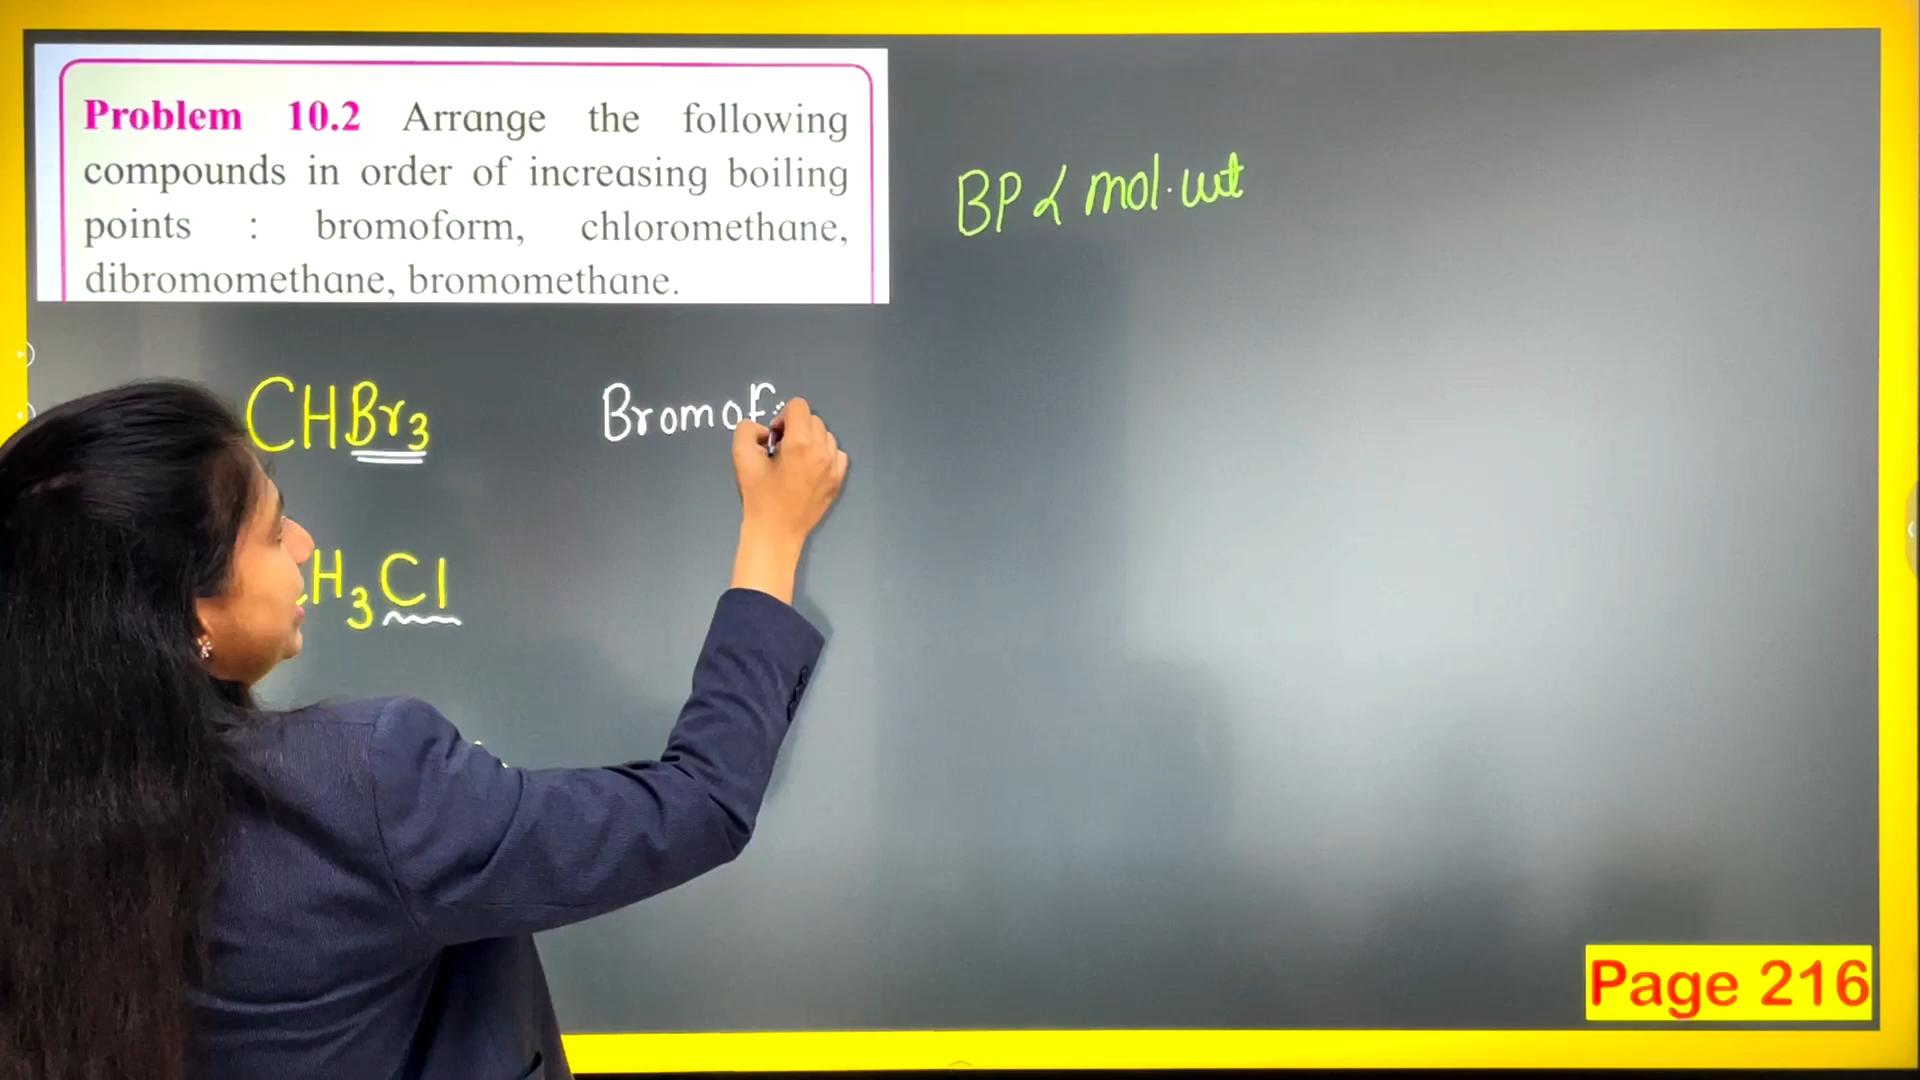 Problem 10.2 Arrange the following
compounds in order of increasing boiling
points : bromoform, chloromethane,
dibromomethane, bromomethane.
BP ∝ mol. wt
CHBr3
Bromof
H3Cl
Page 216